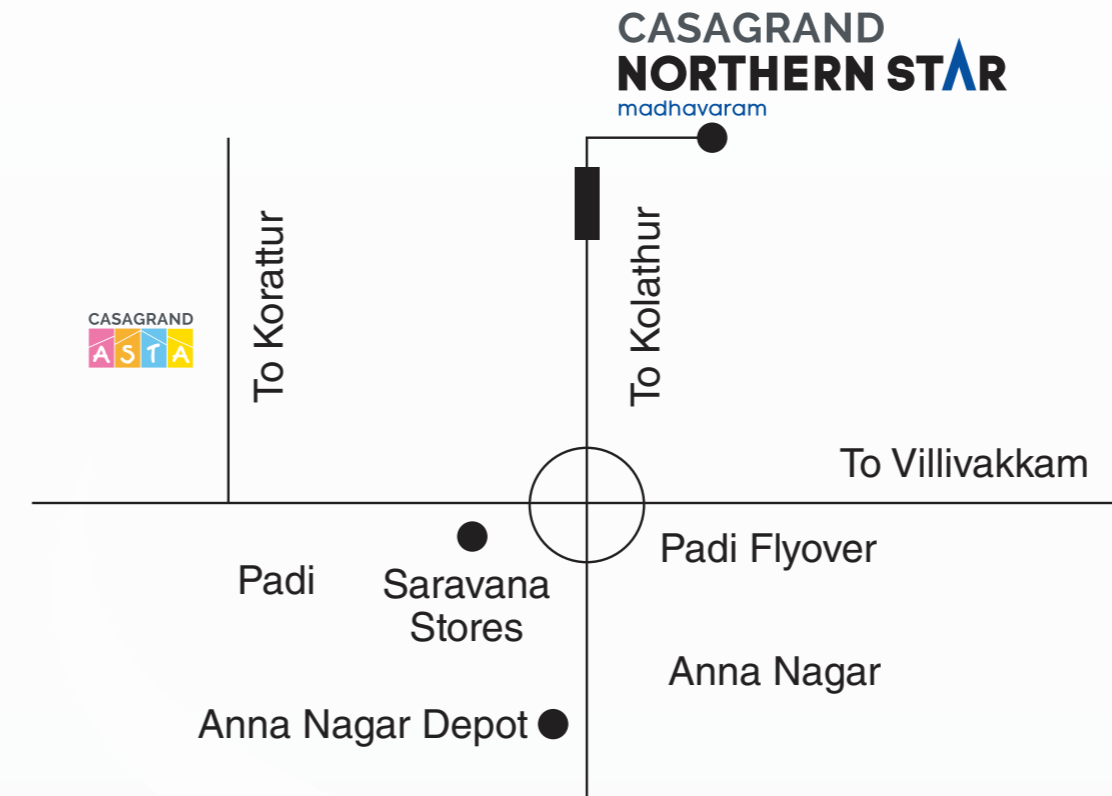 CASAGRAND
NORTHERN STAR
madhavaram
To Korattur
To Kolathur
CASAGRAND
ASTA
To Villivakkam
Padi Flyover
Padi
Saravana
Stores
Anna Nagar
Anna Nagar Depot